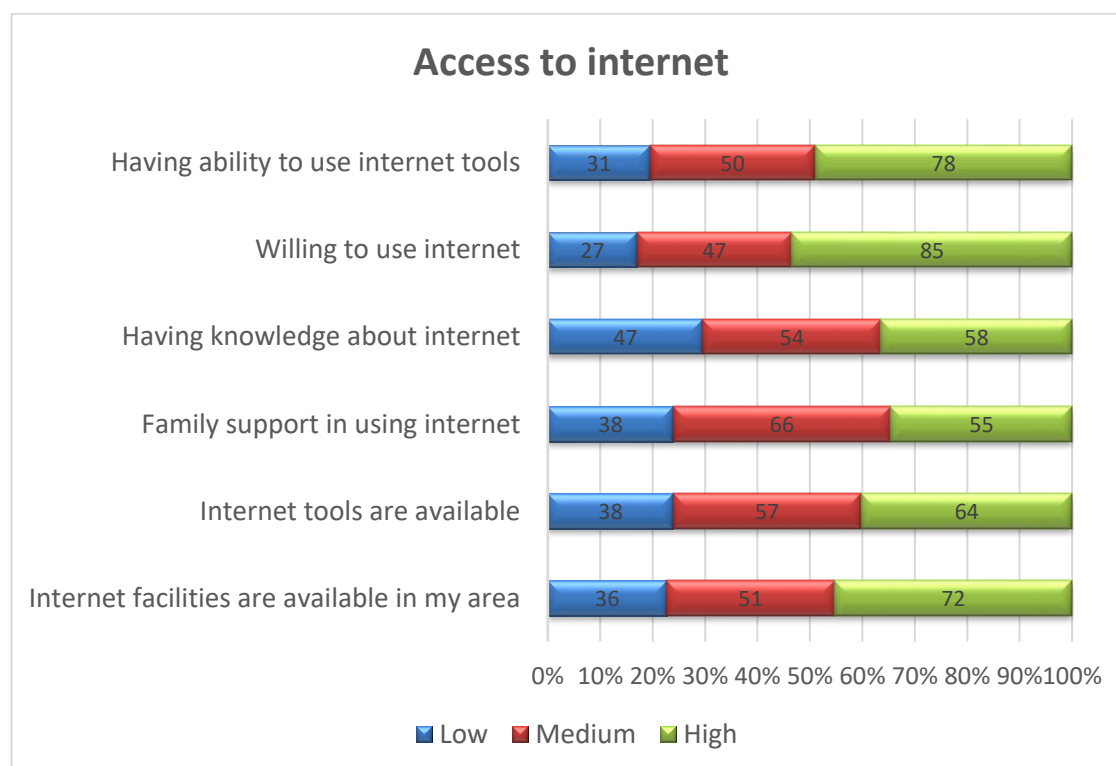 Access to internet
Having ability to use internet tools
31 50 78
Willing to use internet
27 47 85
Having knowledge about internet
47 54 58
Family support in using internet
38 66 55
Internet tools are available
38 57 64
Internet facilities are available in my area
36 51 72
0% 10% 20% 30% 40% 50% 60% 70% 80% 90%100%
Low Medium High